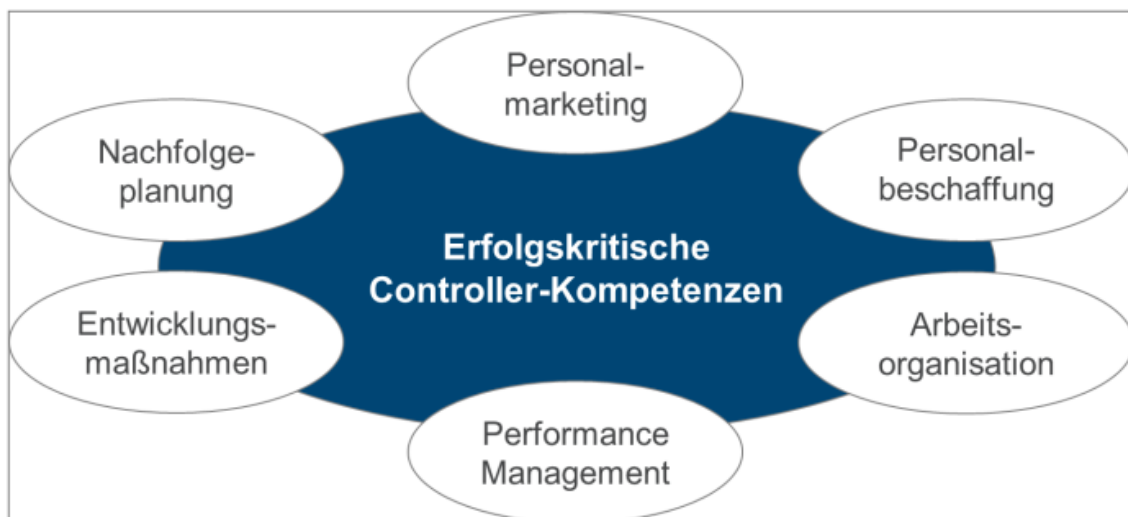 Personal-
marketing
Nachfolge-
planung
Personal-
beschaffung
Erfolgskritische
Controller-Kompetenzen
Entwicklungs-
maßnahmen
Arbeits-
organisation
Performance
Management